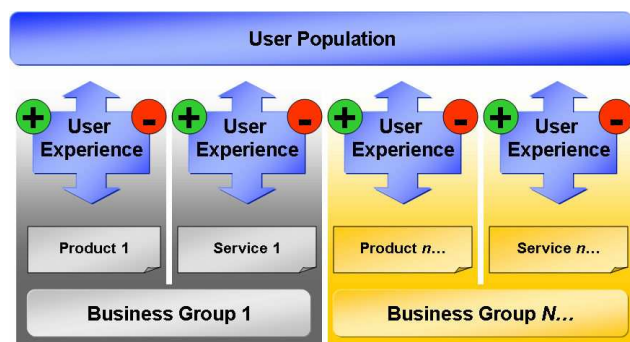 User Population
+ User Experience -
+ User Experience -
+ User Experience -
+ User Experience -
Product 1
Service 1
Product n...
Service n...
Business Group 1
Business Group N...